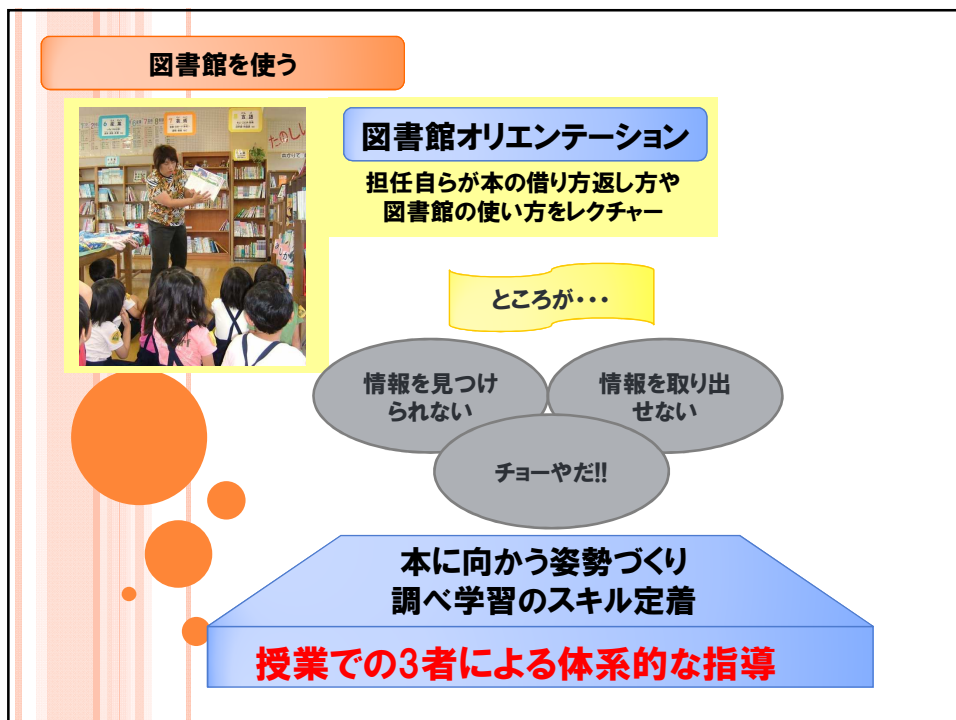 図書館を使う
図書館オリエンテーション
担任自らが本の借り方返し方や
図書館の使い方をレクチャー
たのしい
ところが・・・
情報を見つけ
られない
情報を取り出
せない
チョーやだ!!
本に向かう姿勢づくり
調べ学習のスキル定着
授業での3者による体系的な指導